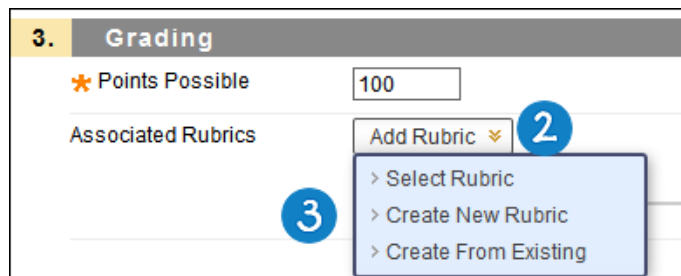 3. Grading
* Points Possible 100
Associated Rubrics Add Rubric 2
> Select Rubric
3 > Create New Rubric
> Create From Existing